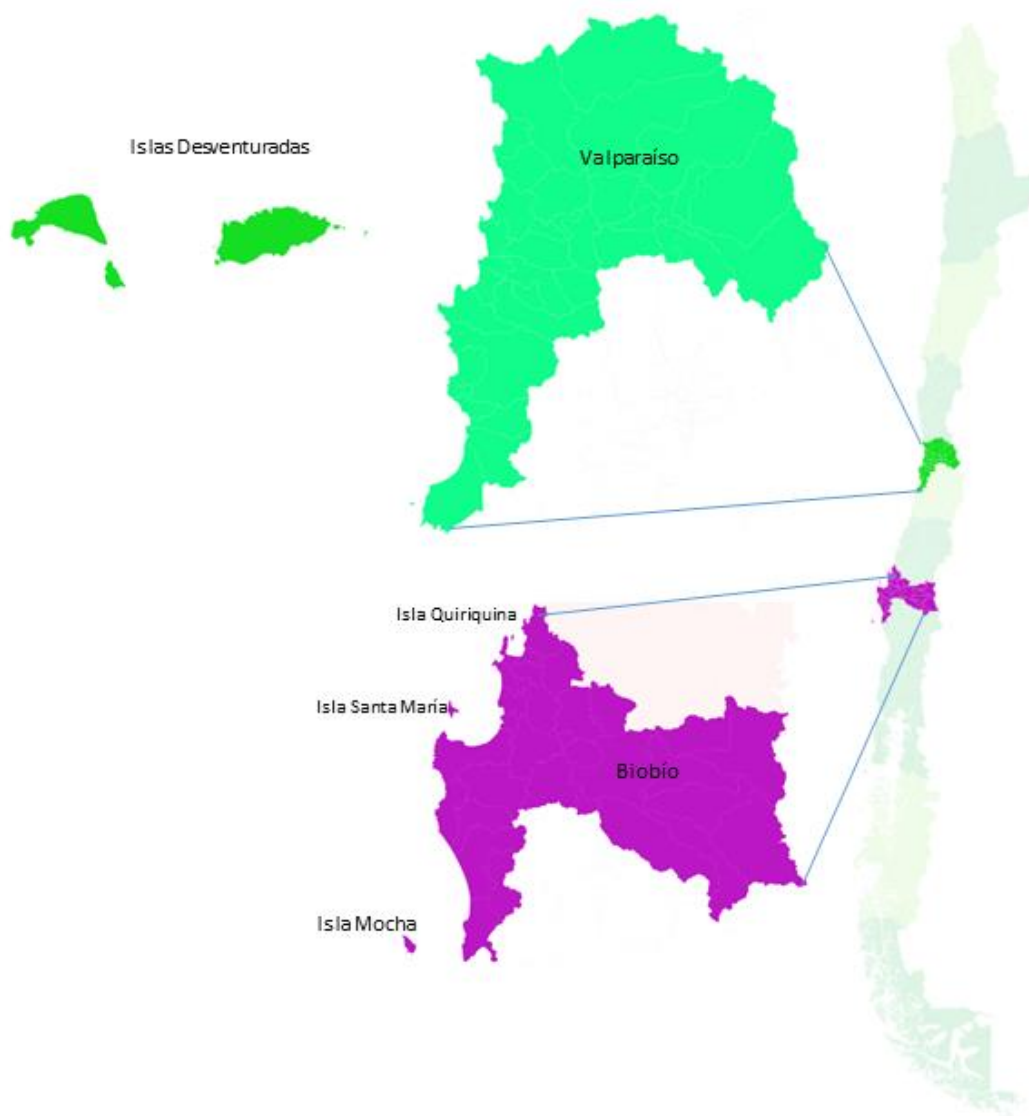 Islas Desventuradas
Valparaíso
Isla Quiriquina
Isla Santa María
Biobío
Isla Mocha